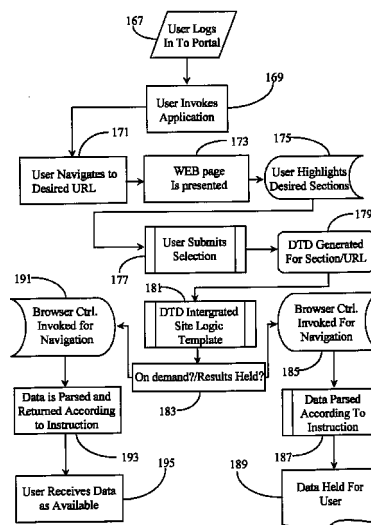 167
User Logs
In To Portal
169
User Invokes
Application
171
User Navigates to
Desired URL
173
WEB page
Is presented
175
User Highlights
Desired Sections
177
User Submits
Selection
179
DTD Generated
For Section/URL
181
DTD Intergrated
Site Logic
Template
183
On demand?/Results Held?
191
Browser Ctrl.
Invoked for
Navigation
185
Browser Ctrl.
Invoked For
Navigation
193
Data is Parsed and
Returned According
to Instruction
187
Data Parsed
According To
Instruction
195
User Receives Data
as Available
189
Data Held For
User